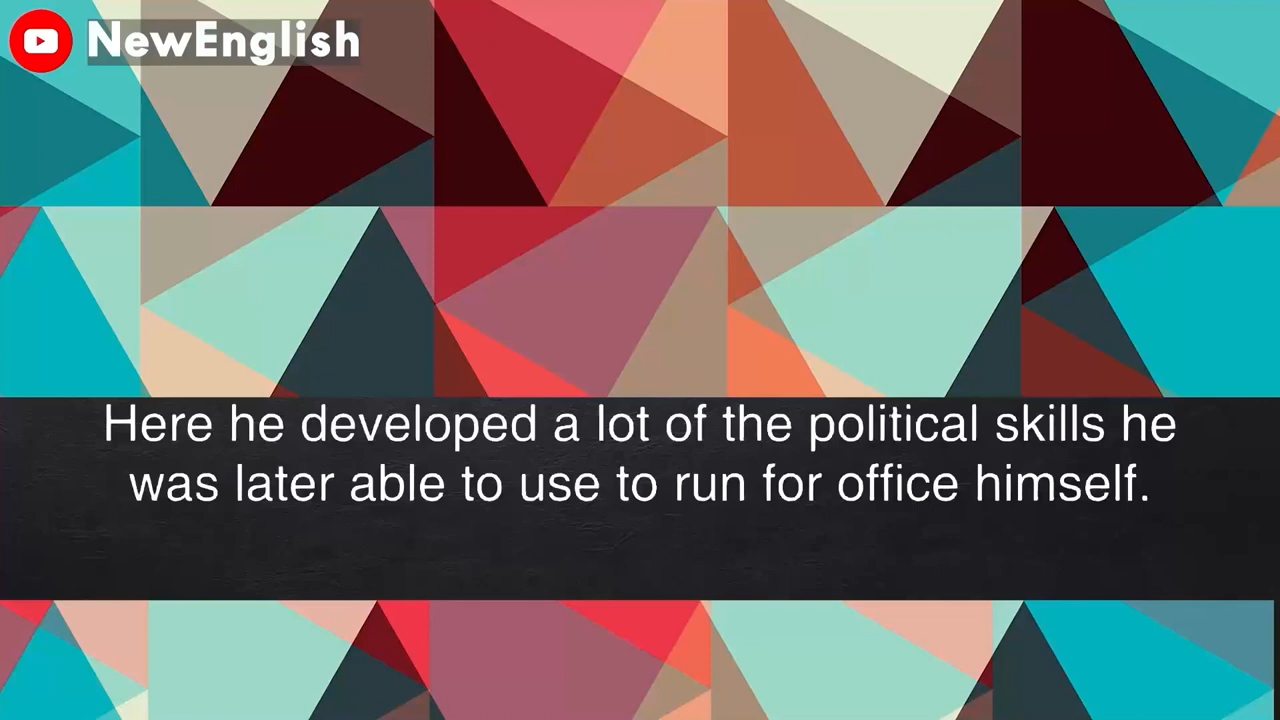 NewEnglish
Here he developed a lot of the political skills he
was later able to use to run for office himself.